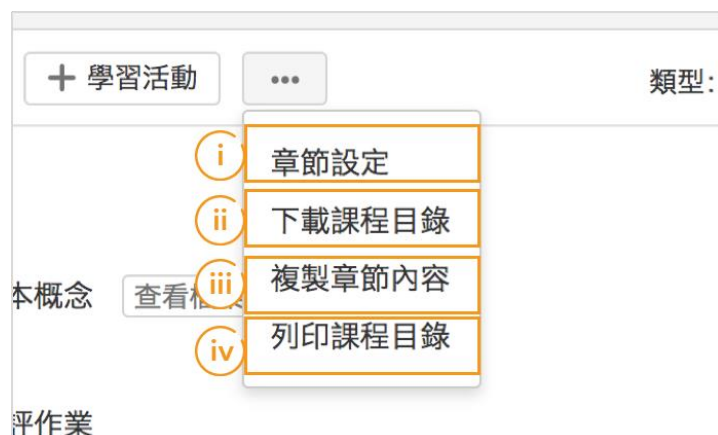 + 學習活動 ••• 類型:
i 章節設定
ii 下載課程目錄
iii 複製章節內容
本概念 查看
iv 列印課程目錄
評作業